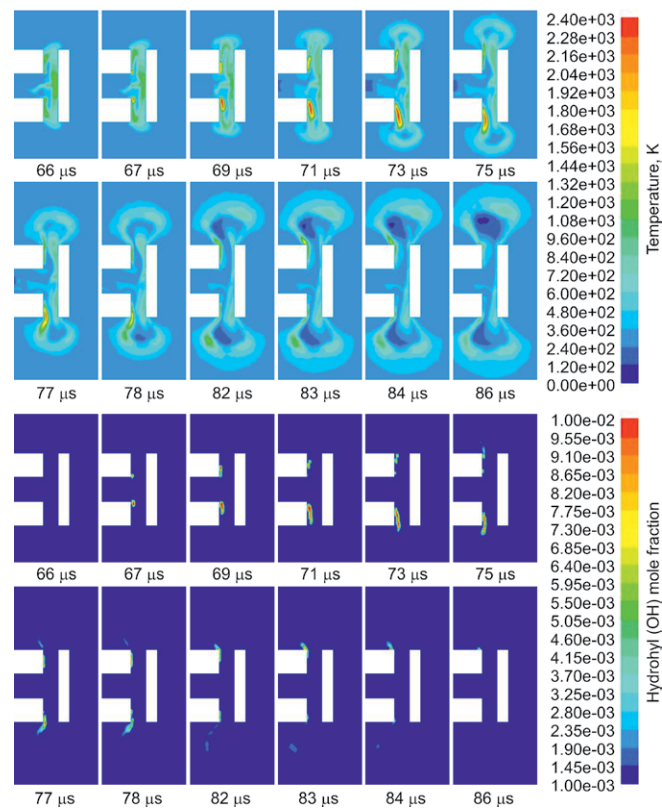 2.40e+03
2.28e+03
2.16e+03
2.04e+03
1.92e+03
1.80e+03
1.68e+03
1.56e+03
1.44e+03
1.32e+03
1.20e+03
1.08e+03
9.60e+02
8.40e+02
7.20e+02
6.00e+02
4.80e+02
3.60e+02
2.40e+02
1.20e+02
0.00e+00
Temperature, K
66 μs 67 μs 69 μs 71 μs 73 μs 75 μs
77 μs 78 μs 82 μs 83 μs 84 μs 86 μs
1.00e-02
9.55e-03
9.10e-03
8.65e-03
8.20e-03
7.75e-03
7.30e-03
6.85e-03
6.40e-03
5.95e-03
5.50e-03
5.05e-03
4.60e-03
4.15e-03
3.70e-03
3.25e-03
2.80e-03
2.35e-03
1.90e-03
1.45e-03
1.00e-03
Hydrohyl (OH) mole fraction
66 μs 67 μs 69 μs 71 μs 73 μs 75 μs
77 μs 78 μs 82 μs 83 μs 84 μs 86 μs